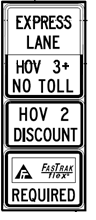 EXPRESS
LANE
HOV 3+
NO TOLL
HOV 2
DISCOUNT
FASTRAK
flex
REQUIRED